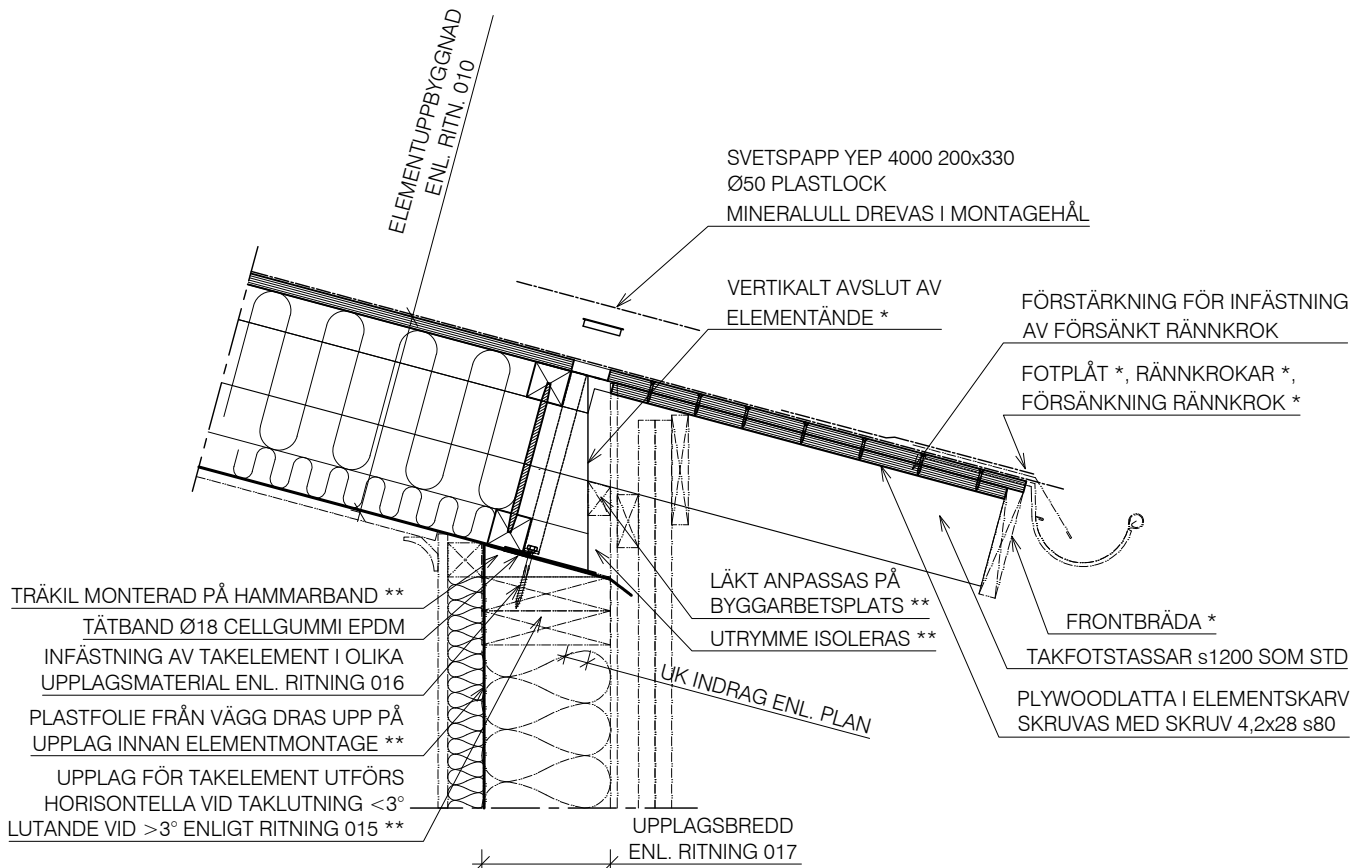 ELEMENTUPPBYGGNAD
ENL. RITN. 010
SVETSPAPP YEP 4000 200x330
Ø50 PLASTLOCK
MINERALULL DREVAS I MONTAGEHÅL
VERTIKALT AVSLUT AV
ELEMENTÄNDE *
FÖRSTÄRKNING FÖR INFÄSTNING
AV FÖRSÄNKT RÄNNKROK
FOTPLÅT *, RÄNNKROKAR *,
FÖRSÄNKNING RÄNNKROK *
TRÄKIL MONTERAD PÅ HAMMARBAND **
TÄTBAND Ø18 CELLGUMMI EPDM
INFÄSTNING AV TAKELEMENT I OLIKA
UPPLAGSMATERIAL ENL. RITNING 016
PLASTFOLIE FRÅN VÄGG DRAS UPP PÅ
UPPLAG INNAN ELEMENTMONTAGE **
UPPLAG FÖR TAKELEMENT UTFÖRS
HORISONTELLA VID TAKLUTNING <3°
LUTANDE VID >3° ENLIGT RITNING 015 **
LÄKT ANPASSAS PÅ
BYGGARBETSPLATS **
UTRYMME ISOLERAS **
UK INDRAG ENL. PLAN
FRONTBRÄDA *
TAKFOTSTASSAR s1200 SOM STD
PLYWOODLATTA I ELEMENTSKARV
SKRUVAS MED SKRUV 4,2x28 s80
UPPLAGSBREDD
ENL. RITNING 017